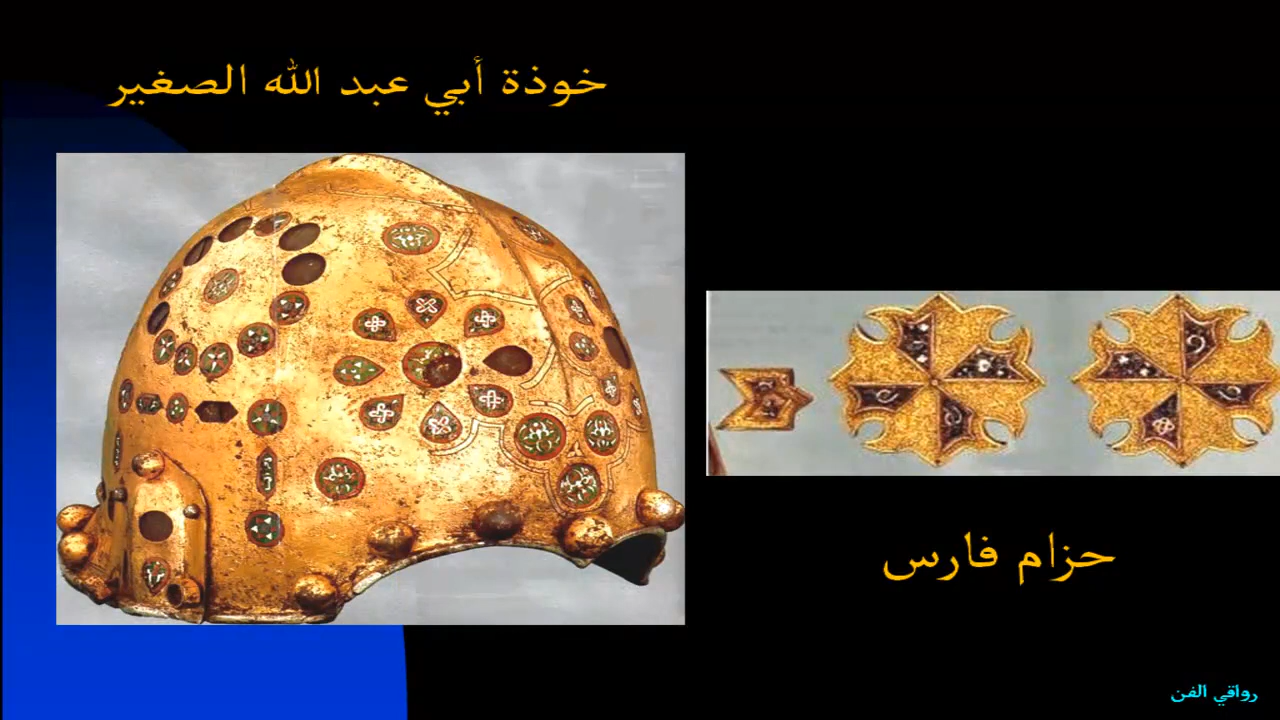 خوذة أبي عبد الله الصغير
حزام فارس
رواقي الفن